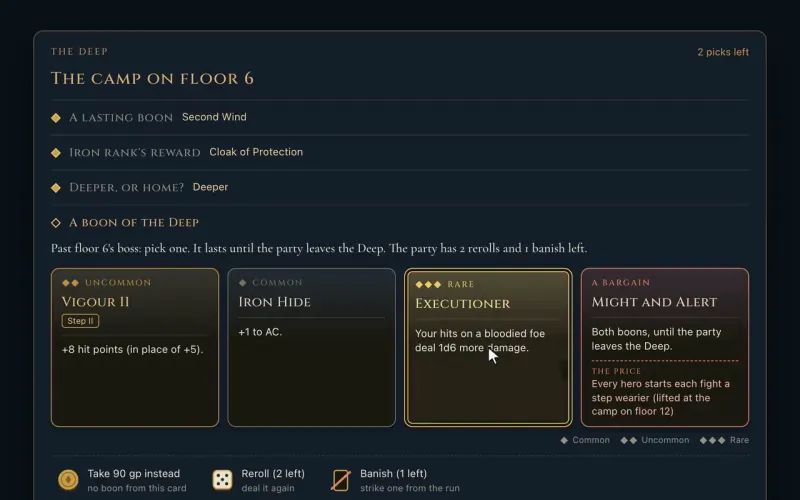 THE DEEP
2 picks left
THE CAMP ON FLOOR 6
A LASTING BOON Second Wind
IRON RANK'S REWARD Cloak of Protection
DEEPER, OR HOME? Deeper
A BOON OF THE DEEP
Past floor 6's boss: pick one. It lasts until the party leaves the Deep. The party has 2 rerolls and 1 banish left.
UNCOMMON
VIGOUR II
Step II
+8 hit points (in place of +5).
COMMON
IRON HIDE
+1 to AC.
RARE
EXECUTIONER
Your hits on a bloodied foe
deal 1d6 more damage.
A BARGAIN
MIGHT AND ALERT
Both boons, until the party
leaves the Deep.
THE PRICE
Every hero starts each fight a
step wearier (lifted at the
camp on floor 12)
Common Uncommon Rare
Take 90 gp instead
no boon from this card
Reroll (2 left)
deal it again
Banish (1 left)
strike one from the run